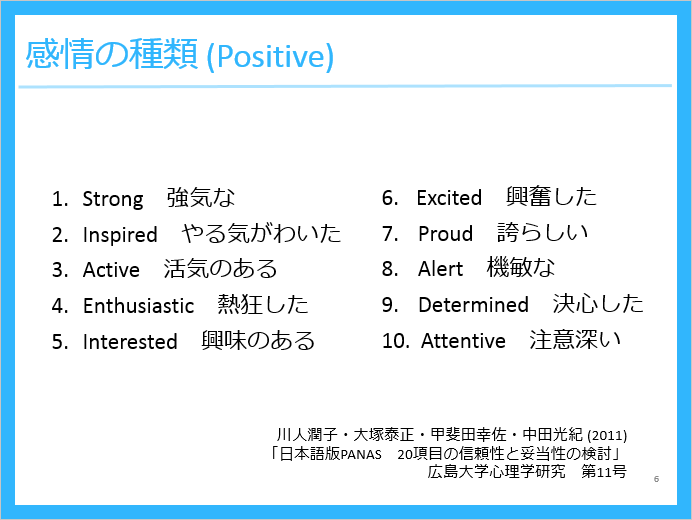 感情の種類 (Positive)
1. Strong　強気な
2. Inspired　やる気がわいた
3. Active　活気のある
4. Enthusiastic　熱狂した
5. Interested　興味のある
6. Excited　興奮した
7. Proud　誇らしい
8. Alert　機敏な
9. Determined　決心した
10. Attentive　注意深い
川人潤子・大塚泰正・甲斐田幸佐・中田光紀 (2011)
「日本語版PANAS　20項目の信頼性と妥当性の検討」
広島大学心理学研究　第11号
6